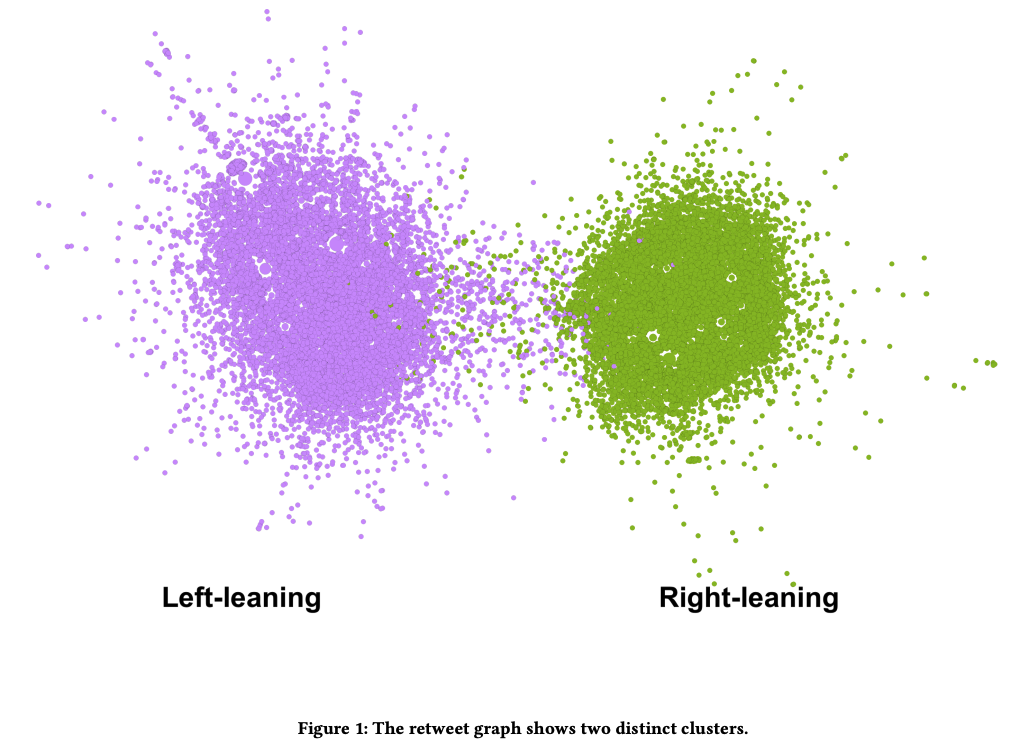 Left-leaning
Right-leaning
Figure 1: The retweet graph shows two distinct clusters.